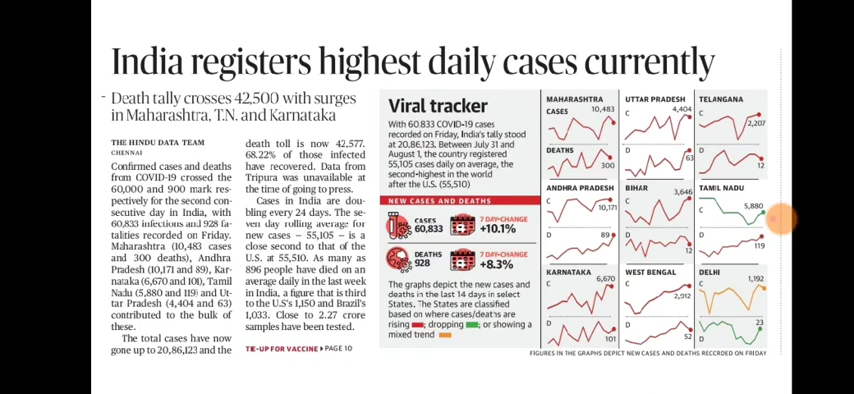 India registers highest daily cases currently
Death tally crosses 42,500 with surges
in Maharashtra, T.N. and Karnataka
THE HINDU DATA TEAM
CHENNAI
Confirmed cases and deaths
from COVID-19 crossed the
60,000 and 900 mark res-
pectively for the second con-
secutive day in India, with
60,833 infections and 928 fa-
talities recorded on Friday.
Maharashtra (10,483 cases
and 300 deaths), Andhra
Pradesh (10,171 and 89), Kar-
nataka (6,670 and 101), Tamil
Nadu (5,880 and 119) and Ut-
tar Pradesh (4,404 and 63)
contributed to the bulk of
these.
The total cases have now
gone up to 20,86,123 and the
death toll is now 42,577.
68.22% of those infected
have recovered. Data from
Tripura was unavailable at
the time of going to press.
Cases in India are dou-
bling every 24 days. The se-
ven day rolling average for
new cases – 55,105 – is a
close second to that of the
U.S. at 55,510. As many as
896 people have died on an
average daily in the last week
in India, a figure that is third
to the U.S's 1,150 and Brazil's
1,033. Close to 2.27 crore
samples have been tested.
TIE-UP FOR VACCINE ▸ PAGE 10
Viral tracker
With 60,833 COVID-19 cases
recorded on Friday, India's tally stood
at 20,86,123. Between July 31 and
August 1, the country registered
55,105 cases daily on average, the
second-highest in the world
after the U.S. (55,510)
NEW CASES AND DEATHS
CASES
60,833
7 DAY-CHANGE
+10.1%
DEATHS
928
7 DAY-CHANGE
+8.3%
The graphs depict the new cases and
deaths in the last 14 days in select
States. The States are classified
based on where cases/deaths are
rising ; dropping ; or showing a
mixed trend
MAHARASHTRA
CASES 10,483
DEATHS
300
UTTAR PRADESH
C 4,404
D
63
TELANGANA
C
2,207
D
12
ANDHRA PRADESH
C
10,171
D 89
BIHAR
C 3,646
D
12
TAMIL NADU
C
5,880
D
119
KARNATAKA
C 6,670
D
101
WEST BENGAL
C
2,912
D
52
DELHI
C 1,192
23
D
FIGURES IN THE GRAPHS DEPICT NEW CASES AND DEATHS RECORDED ON FRIDAY